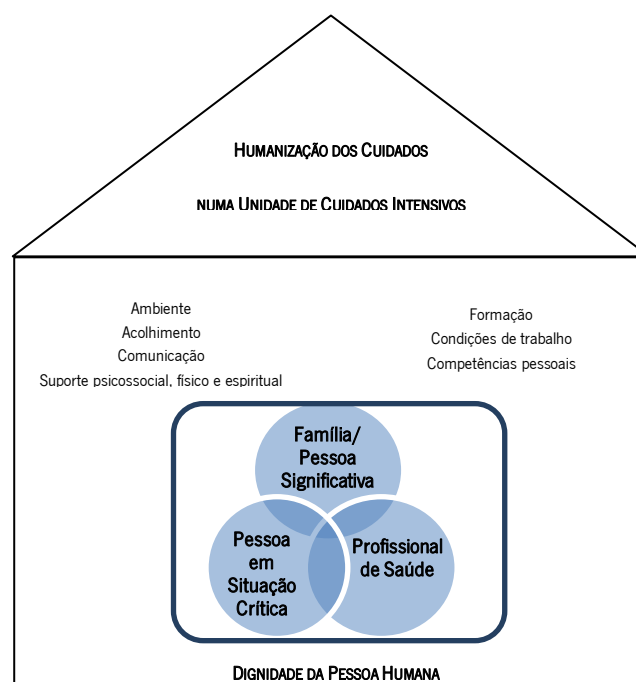 HUMANIZAÇÃO DOS CUIDADOS
NUMA UNIDADE DE CUIDADOS INTENSIVOS
Ambiente
Acolhimento
Comunicação
Suporte psicossocial, físico e espiritual
Formação
Condições de trabalho
Competências pessoais
Família/
Pessoa
Significativa
Pessoa
em
Situação
Crítica
Profissional
de Saúde
DIGNIDADE DA PESSOA HUMANA